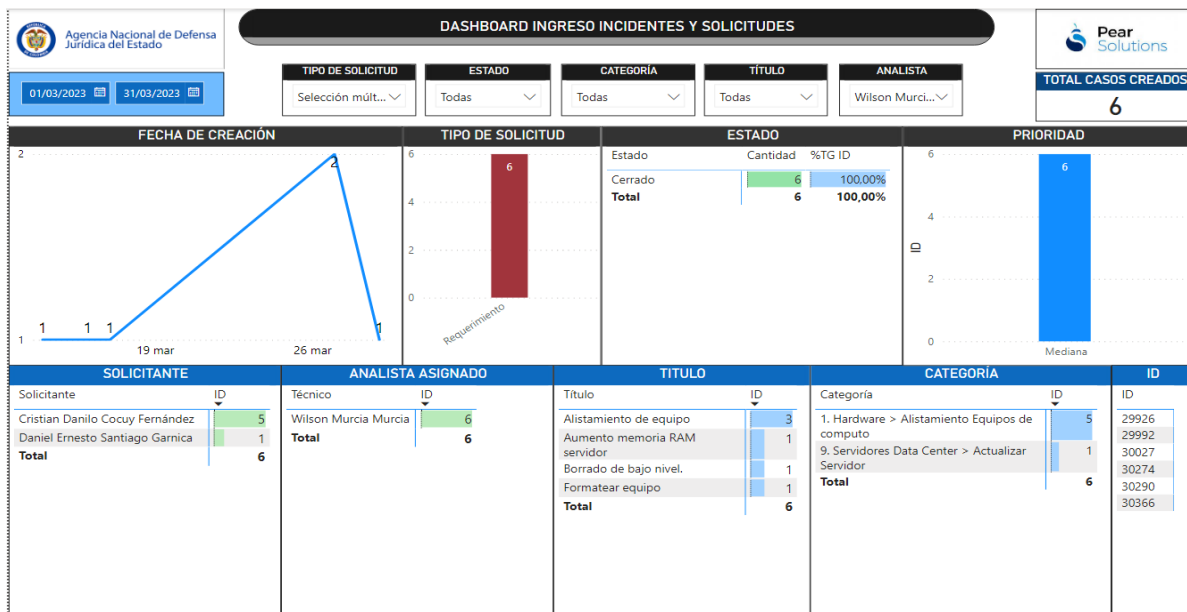 Agencia Nacional de Defensa
Jurídica del Estado
DASHBOARD INGRESO INCIDENTES Y SOLICITUDES
Pear
Solutions
01/03/2023 31/03/2023
TIPO DE SOLICITUD ESTADO CATEGORÍA TÍTULO ANALISTA
Selección múlt... Todas Todas Todas Wilson Murci...
TOTAL CASOS CREADOS
6
FECHA DE CREACIÓN
2
2
1 1 1 1
1
19 mar 26 mar
TIPO DE SOLICITUD
6
6
4
2
0
Requerimiento
ESTADO
Estado Cantidad %TG ID
Cerrado 6 100,00%
Total 6 100,00%
PRIORIDAD
6
6
4
ID
2
0
Mediana
SOLICITANTE
Solicitante ID
Cristian Danilo Cocuy Fernández 5
Daniel Ernesto Santiago Garnica 1
Total 6
ANALISTA ASIGNADO
Técnico ID
Wilson Murcia Murcia 6
Total 6
TITULO
Título ID
Alistamiento de equipo 3
Aumento memoria RAM
servidor 1
Borrado de bajo nivel. 1
Formatear equipo 1
Total 6
CATEGORÍA
Categoría ID
1. Hardware > Alistamiento Equipos de
computo 5
9. Servidores Data Center > Actualizar
Servidor 1
Total 6
ID
ID
29926
29992
30027
30274
30290
30366